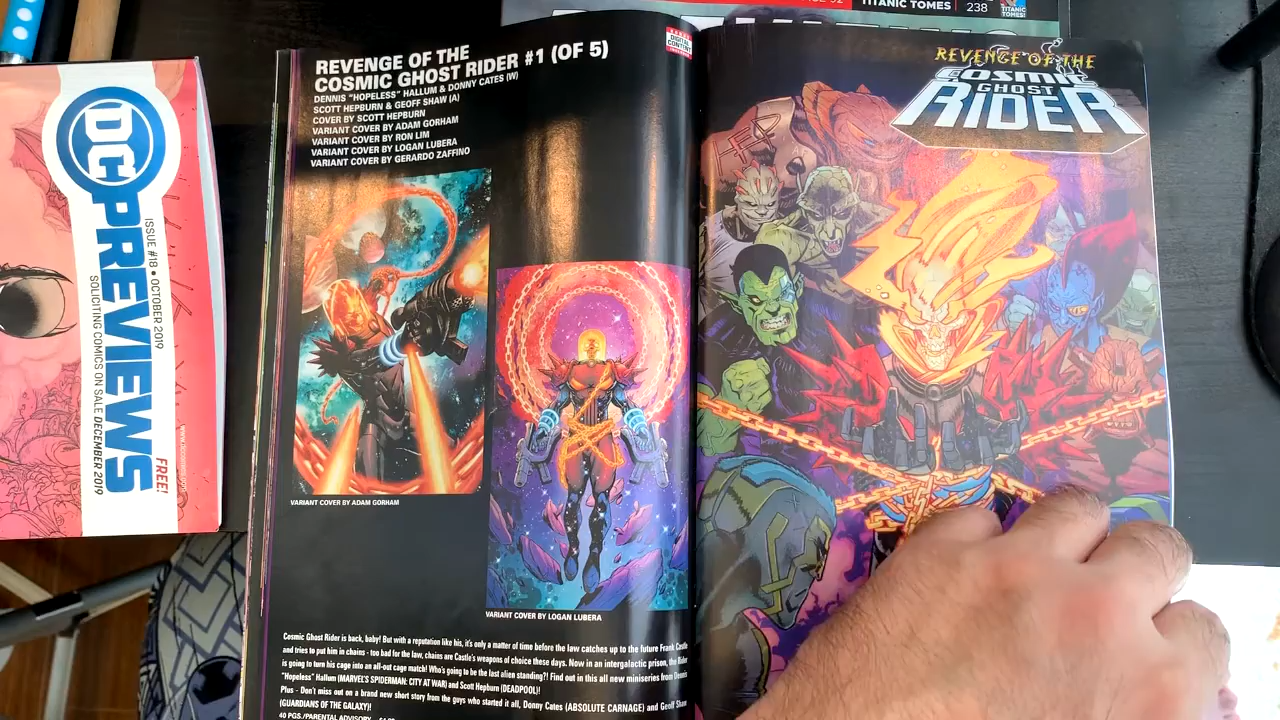 TITANIC TOMES
238
TITANIC
TOMES!
DC
PREVIEWS
ISSUE #18 • OCTOBER 2019
SOLICITING COMICS ON SALE DECEMBER 2019
FREE!
REVENGE OF THE
COSMIC GHOST RIDER #1 (OF 5)
DENNIS "HOPELESS" HALLUM & DONNY CATES (W)
SCOTT HEPBURN & GEOFF SHAW (A)
COVER BY SCOTT HEPBURN
VARIANT COVER BY ADAM GORHAM
VARIANT COVER BY RON LIM
VARIANT COVER BY LOGAN LUBERA
VARIANT COVER BY GERARDO ZAFFINO
DIGITAL
CONTENT
VARIANT COVER BY ADAM GORHAM
VARIANT COVER BY LOGAN LUBERA
Cosmic Ghost Rider is back, baby! But with a reputation like his, it's only a matter of time before the law catches up to the future Frank Castle
and tries to put him in chains - too bad for the law, chains are Castle's weapons of choice these days. Now in an intergalactic prison, the Rider
is going to turn his cage into an all-out cage match! Who's going to be the last alien standing?! Find out in this all new miniseries from Dennis
"Hopeless" Hallum (MARVEL'S SPIDERMAN: CITY AT WAR) and Scott Hepburn (DEADPOOL)!
Plus - Don't miss out on a brand new short story from the guys who started it all, Donny Cates (ABSOLUTE CARNAGE) and Geoff Shaw
(GUARDIANS OF THE GALAXY)!
40 PGS./PARENTAL ADVISORY
REVENGE OF THE
COSMIC
GHOST
RIDER